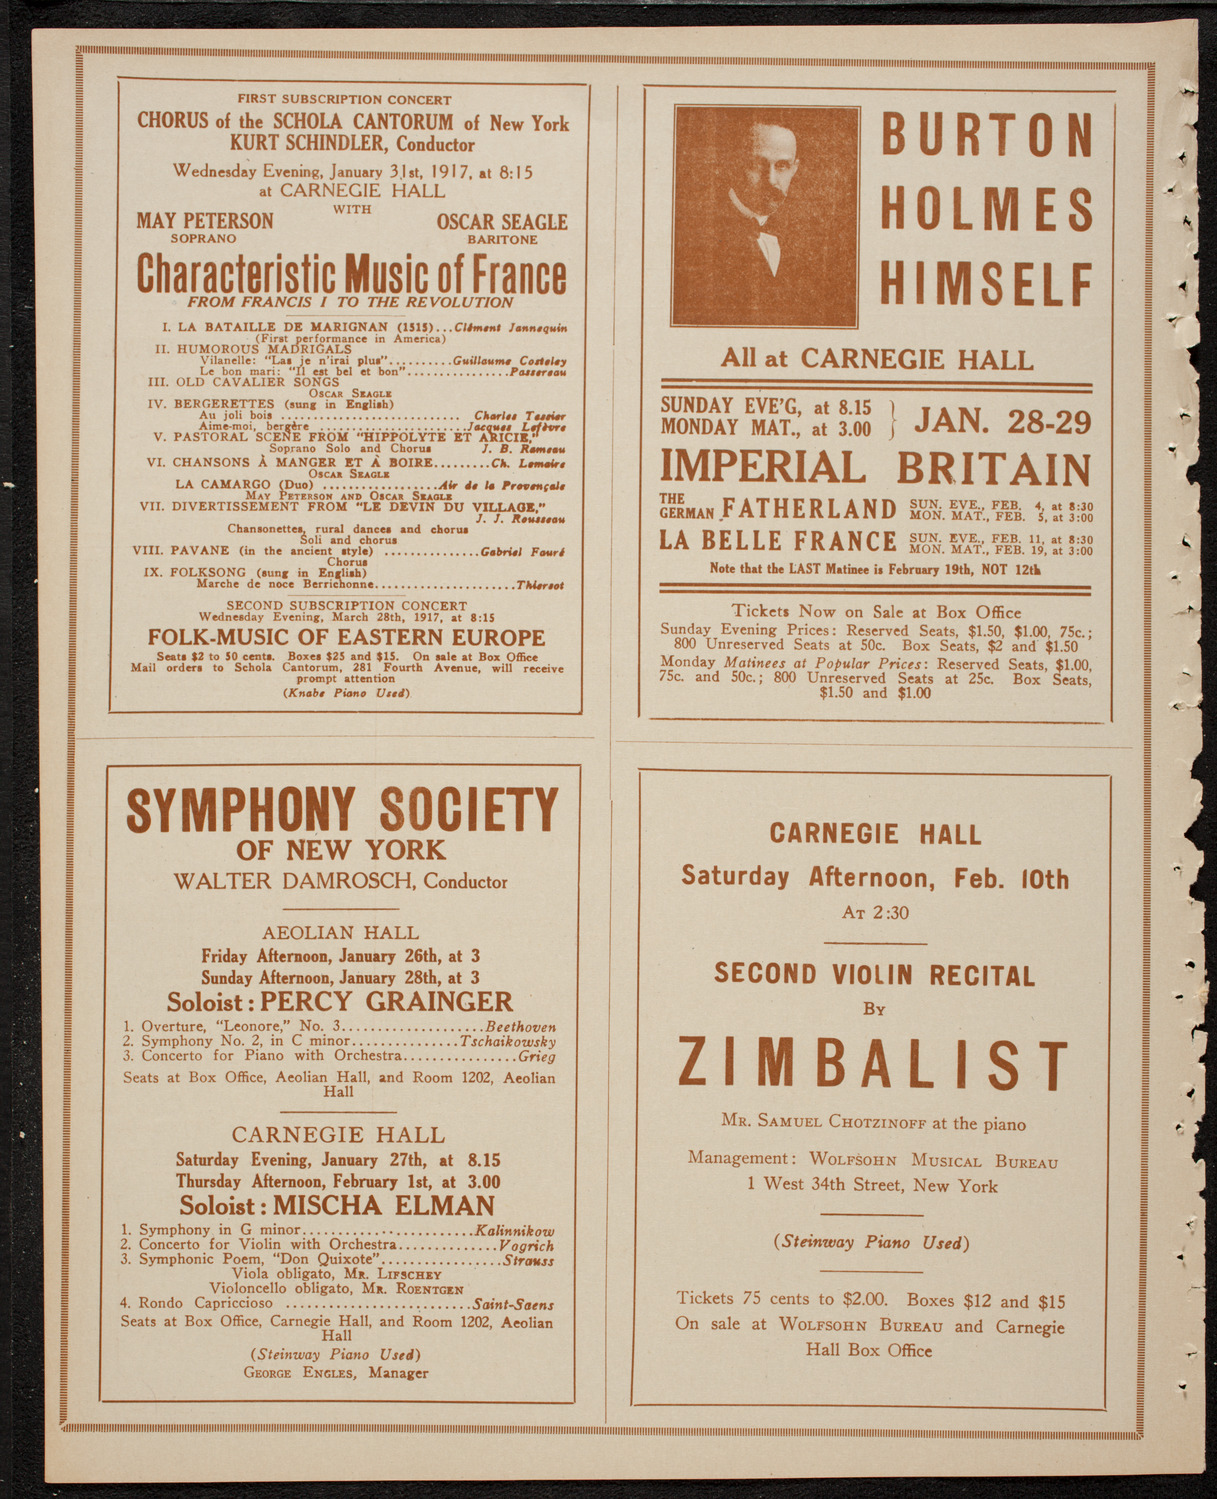 FIRST SUBSCRIPTION CONCERT
CHORUS of the SCHOLA CANTORUM of New York
KURT SCHINDLER, Conductor
Wednesday Evening, January 31st, 1917, at 8:15
at CARNEGIE HALL
WITH
MAY PETERSON OSCAR SEAGLE
SOPRANO BARITONE
Characteristic Music of France
FROM FRANCIS I TO THE REVOLUTION
I. LA BATAILLE DE MARIGNAN (1515)...Clément Jannequin
(First performance in America)
II. HUMOROUS MADRIGALS
Vilanelle: "Las je n'irai plus"..........Guillaume Costeley
Le bon mari: "Il est bel et bon"................Passereau
III. OLD CAVALIER SONGS
OSCAR SEAGLE
IV. BERGERETTES (sung in English)
Au joli bois ............................ Charles Tessier
Aime-moi, bergère .......................Jacques Lefèvre
V. PASTORAL SCENE FROM "HIPPOLYTE ET ARICIE,"
Soprano Solo and Chorus J. B. Rameau
VI. CHANSONS À MANGER ET À BOIRE.........Ch. Lemaire
OSCAR SEAGLE
LA CAMARGO (Duo) ..................Air de la Provençale
MAY PETERSON AND OSCAR SEAGLE
VII. DIVERTISSEMENT FROM "LE DEVIN DU VILLAGE,"
J. J. Rousseau
Chansonettes, rural dances and chorus
Soli and chorus
VIII. PAVANE (in the ancient style) ...............Gabriel Fauré
Chorus
IX. FOLKSONG (sung in English)
Marche de noce Berrichonne......................Thiersot
SECOND SUBSCRIPTION CONCERT
Wednesday Evening, March 28th, 1917, at 8:15
FOLK-MUSIC OF EASTERN EUROPE
Seats $2 to 50 cents. Boxes $25 and $15. On sale at Box Office
Mail orders to Schola Cantorum, 281 Fourth Avenue, will receive
prompt attention
(Knabe Piano Used)
BURTON
HOLMES
HIMSELF
All at CARNEGIE HALL
SUNDAY EVE'G, at 8.15
MONDAY MAT., at 3.00 } JAN. 28-29
IMPERIAL BRITAIN
THE GERMAN FATHERLAND SUN. EVE., FEB. 4, at 8:30
MON. MAT., FEB. 5, at 3:00
LA BELLE FRANCE SUN. EVE., FEB. 11, at 8:30
MON. MAT., FEB. 19, at 3:00
Note that the LAST Matinee is February 19th, NOT 12th
Tickets Now on Sale at Box Office
Sunday Evening Prices: Reserved Seats, $1.50, $1.00, 75c.;
800 Unreserved Seats at 50c. Box Seats, $2 and $1.50
Monday Matinees at Popular Prices: Reserved Seats, $1.00,
75c. and 50c.; 800 Unreserved Seats at 25c. Box Seats,
$1.50 and $1.00
SYMPHONY SOCIETY
OF NEW YORK
WALTER DAMROSCH, Conductor
AEOLIAN HALL
Friday Afternoon, January 26th, at 3
Sunday Afternoon, January 28th, at 3
Soloist: PERCY GRAINGER
1. Overture, "Leonore," No. 3...................Beethoven
2. Symphony No. 2, in C minor..............Tschaikowsky
3. Concerto for Piano with Orchestra................Grieg
Seats at Box Office, Aeolian Hall, and Room 1202, Aeolian
Hall
CARNEGIE HALL
Saturday Evening, January 27th, at 8.15
Thursday Afternoon, February 1st, at 3.00
Soloist: MISCHA ELMAN
1. Symphony in G minor........................Kalinnikow
2. Concerto for Violin with Orchestra..............Vogrich
3. Symphonic Poem, "Don Quixote".................Strauss
Viola obligato, MR. LIFSCHEY
Violoncello obligato, MR. ROENTGEN
4. Rondo Capriccioso .........................Saint-Saens
Seats at Box Office, Carnegie Hall, and Room 1202, Aeolian
Hall
(Steinway Piano Used)
GEORGE ENGLES, Manager
CARNEGIE HALL
Saturday Afternoon, Feb. 10th
AT 2:30
SECOND VIOLIN RECITAL
BY
ZIMBALIST
MR. SAMUEL CHOTZINOFF at the piano
Management: WOLFSOHN MUSICAL BUREAU
1 West 34th Street, New York
(Steinway Piano Used)
Tickets 75 cents to $2.00. Boxes $12 and $15
On sale at WOLFSOHN BUREAU and Carnegie
Hall Box Office